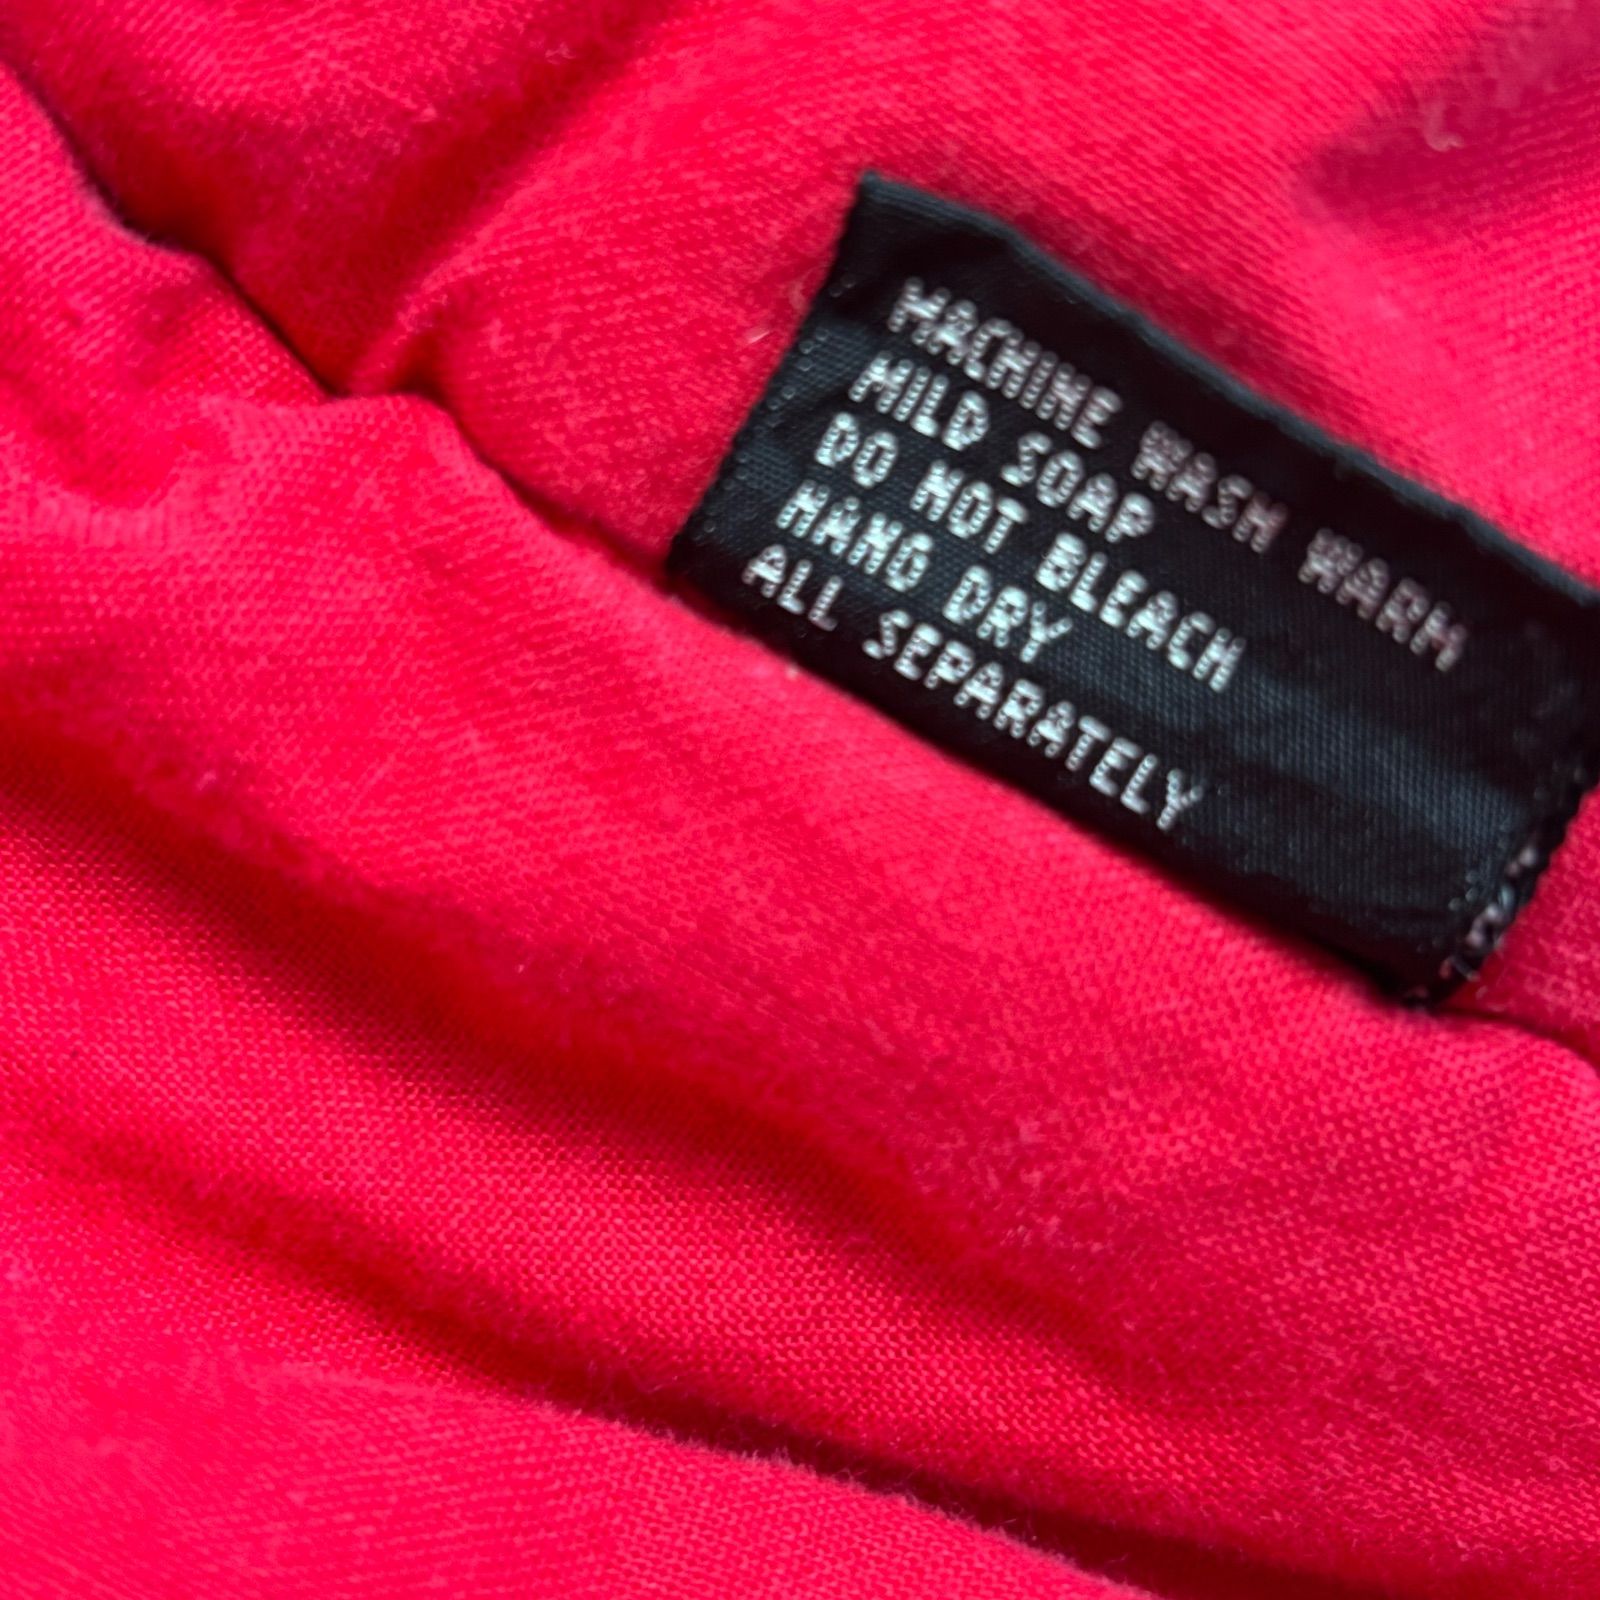 MACHINE WASH WARM
MILD SOAP
DO NOT BLEACH
HANG DRY
ALL SEPARATELY